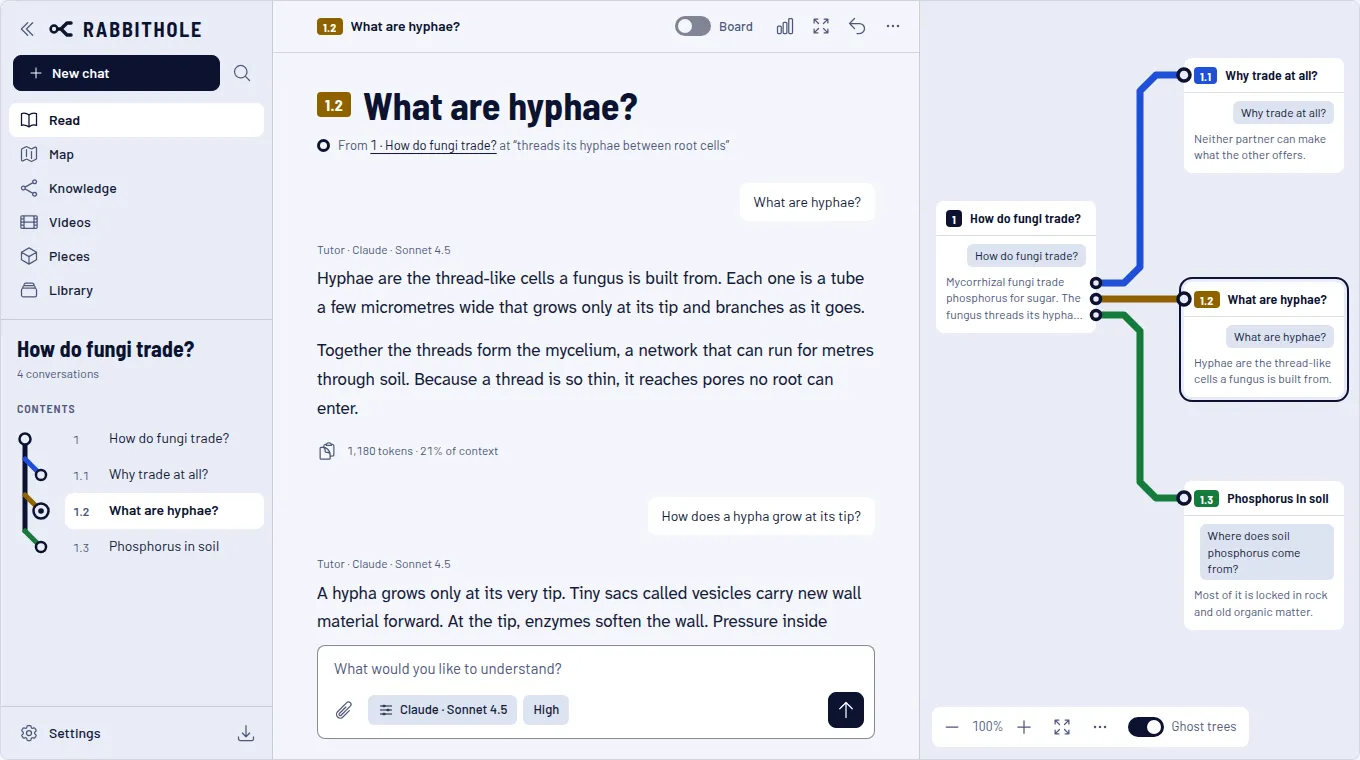 RABBITHOLE
New chat
Read
Map
Knowledge
Videos
Pieces
Library
How do fungi trade?
4 conversations
CONTENTS
1 How do fungi trade?
1.1 Why trade at all?
1.2 What are hyphae?
1.3 Phosphorus in soil
Settings
1.2 What are hyphae?
Board
1.2 What are hyphae?
From 1 · How do fungi trade? at “threads its hyphae between root cells”
What are hyphae?
Tutor · Claude · Sonnet 4.5
Hyphae are the thread-like cells a fungus is built from. Each one is a tube
a few micrometres wide that grows only at its tip and branches as it goes.
Together the threads form the mycelium, a network that can run for metres
through soil. Because a thread is so thin, it reaches pores no root can
enter.
1,180 tokens · 21% of context
How does a hypha grow at its tip?
Tutor · Claude · Sonnet 4.5
A hypha grows only at its very tip. Tiny sacs called vesicles carry new wall
material forward. At the tip, enzymes soften the wall. Pressure inside
What would you like to understand?
Claude · Sonnet 4.5
High
1 How do fungi trade?
How do fungi trade?
Mycorrhizal fungi trade
phosphorus for sugar. The
fungus threads its hypha...
1.1 Why trade at all?
Why trade at all?
Neither partner can make
what the other offers.
1.2 What are hyphae?
What are hyphae?
Hyphae are the thread-like
cells a fungus is built from.
1.3 Phosphorus in soil
Where does soil
phosphorus come
from?
Most of it is locked in rock
and old organic matter.
100%
Ghost trees